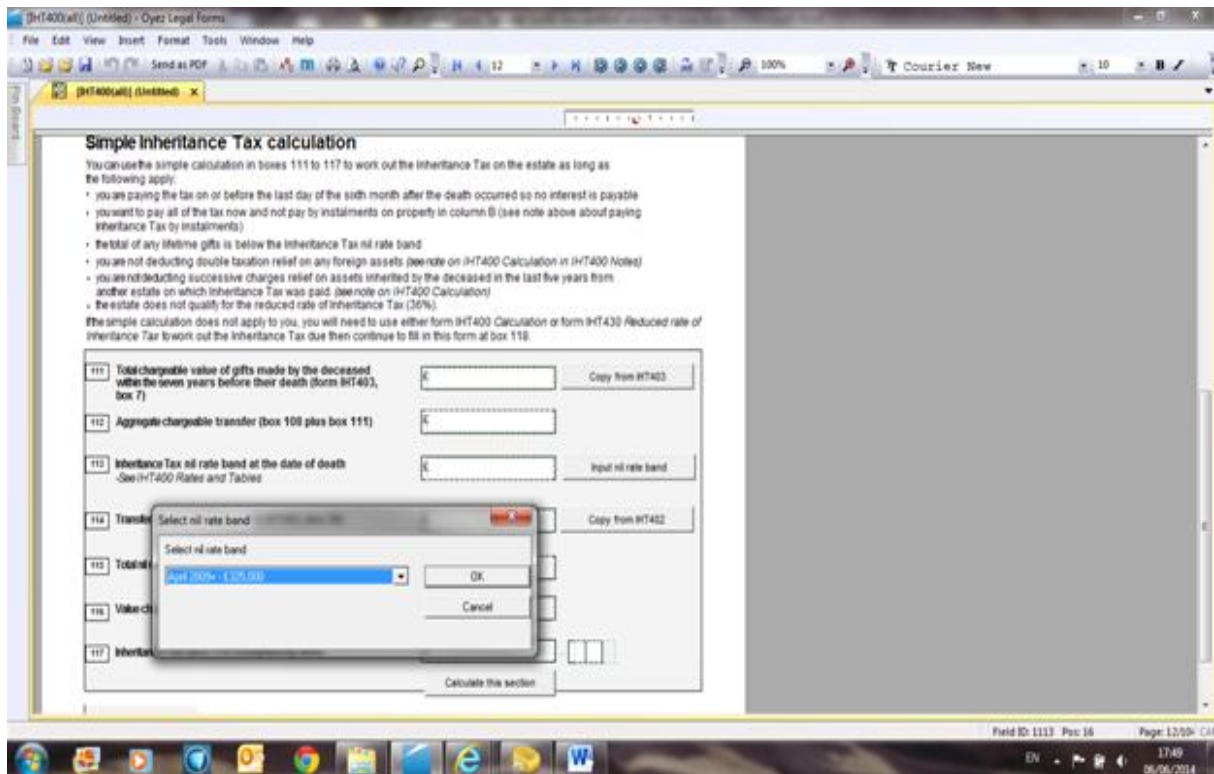 [IHT400(all)] (Untitled) - Oyez Legal Forms
File Edit View Insert Format Tools Window Help
Send as PDF 12 100% Courier New 10 B I
[IHT400(all)] (Untitled) x
Pin Board
Simple Inheritance Tax calculation
You can use the simple calculation in boxes 111 to 117 to work out the Inheritance Tax on the estate as long as
the following apply:
• you are paying the tax on or before the last day of the sixth month after the death occurred so no interest is payable
• you want to pay all of the tax now and not pay by instalments on property in column B (see note above about paying
Inheritance Tax by instalments)
• the total of any lifetime gifts is below the Inheritance Tax nil rate band
• you are not deducting double taxation relief on any foreign assets (see note on IHT400 Calculation in IHT400 Notes)
• you are not deducting successive charges relief on assets inherited by the deceased in the last five years from
another estate on which Inheritance Tax was paid. (see note on IHT400 Calculation)
• the estate does not qualify for the reduced rate of Inheritance Tax (36%).
If the simple calculation does not apply to you, you will need to use either form IHT400 Calculation or form IHT430 Reduced rate of
Inheritance Tax to work out the Inheritance Tax due then continue to fill in this form at box 118.
111 Total chargeable value of gifts made by the deceased
within the seven years before their death (form IHT403,
box 7)
£
Copy from IHT403
112 Aggregate chargeable transfer (box 108 plus box 111)
£
113 Inheritance Tax nil rate band at the date of death
-See IHT400 Rates and Tables
£
Input nil rate band
114 Transfe
Copy from IHT402
Select nil rate band
Select nil rate band
April 2009+ - £325,000
OK
Cancel
115 Total nil
116 Value ch
117 Inheritan
Calculate this section
Field ID: 1113 Pos: 16 Page: 12/10
EN
17:49
06/06/2014